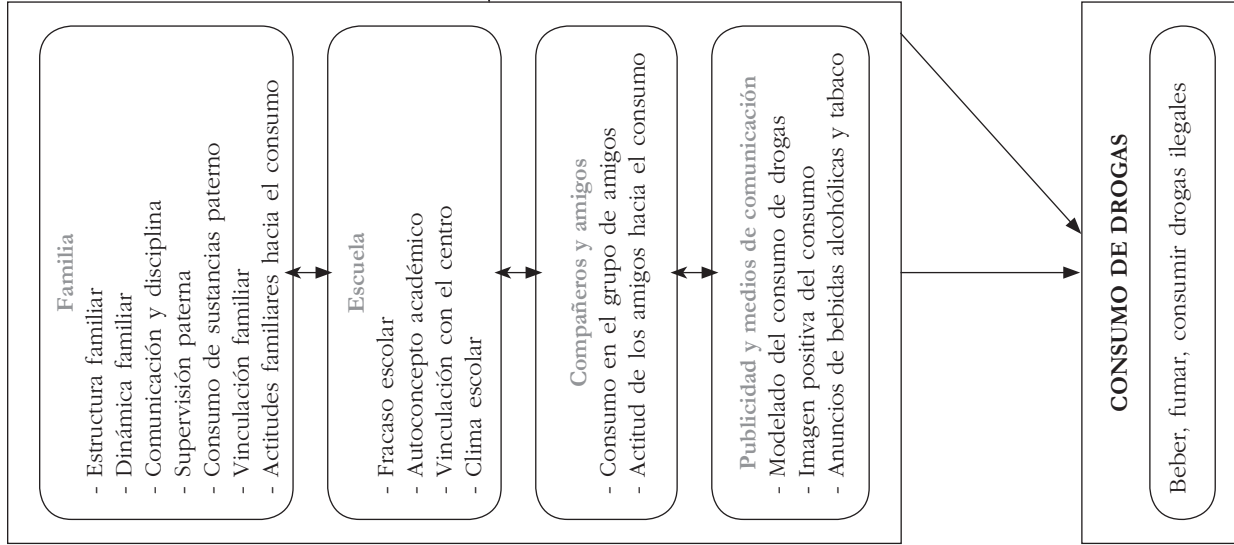 Familia
- Estructura familiar
- Dinámica familiar
- Comunicación y disciplina
- Supervisión paterna
- Consumo de sustancias paterno
- Vinculación familiar
- Actitudes familiares hacia el consumo
Escuela
- Fracaso escolar
- Autoconcepto académico
- Vinculación con el centro
- Clima escolar
Compañeros y amigos
- Consumo en el grupo de amigos
- Actitud de los amigos hacia el consumo
Publicidad y medios de comunicación
- Modelado del consumo de drogas
- Imagen positiva del consumo
- Anuncios de bebidas alcohólicas y tabaco
CONSUMO DE DROGAS
Beber, fumar, consumir drogas ilegales